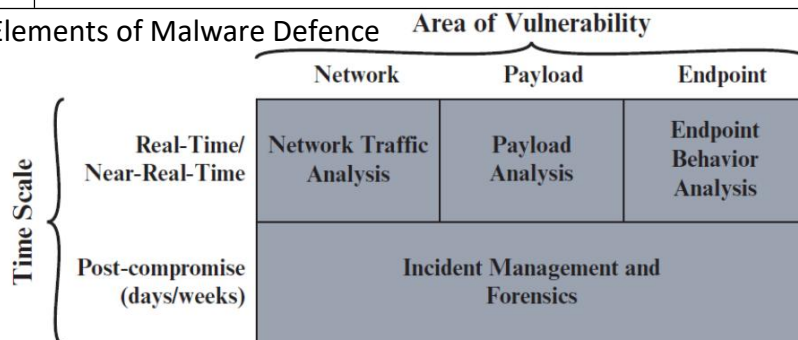 Elements of Malware Defence
Area of Vulnerability
Network Payload Endpoint
Time Scale
Real-Time/
Near-Real-Time
Network Traffic
Analysis
Payload
Analysis
Endpoint
Behavior
Analysis
Post-compromise
(days/weeks)
Incident Management and
Forensics